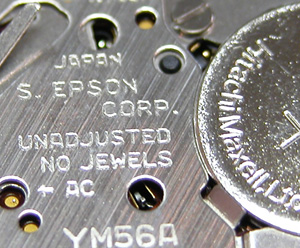 JAPAN
S. EPSON
CORP.
UNADJUSTED
NO JEWELS
← AC
YM56A
Hitachi Maxell. Ltd
+